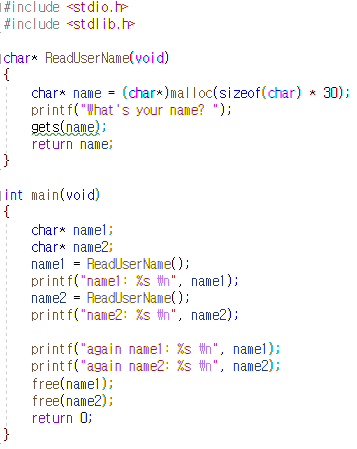 #include <stdio.h>
#include <stdlib.h>
char* ReadUserName(void)
{
char* name = (char*)malloc(sizeof(char) * 30);
printf("What's your name? ");
gets(name);
return name;
}
int main(void)
{
char* name1;
char* name2;
name1 = ReadUserName();
printf("name1: %s ₩n", name1);
name2 = ReadUserName();
printf("name2: %s ₩n", name2);
printf("again name1: %s ₩n", name1);
printf("again name2: %s ₩n", name2);
free(name1);
free(name2);
return 0;
}